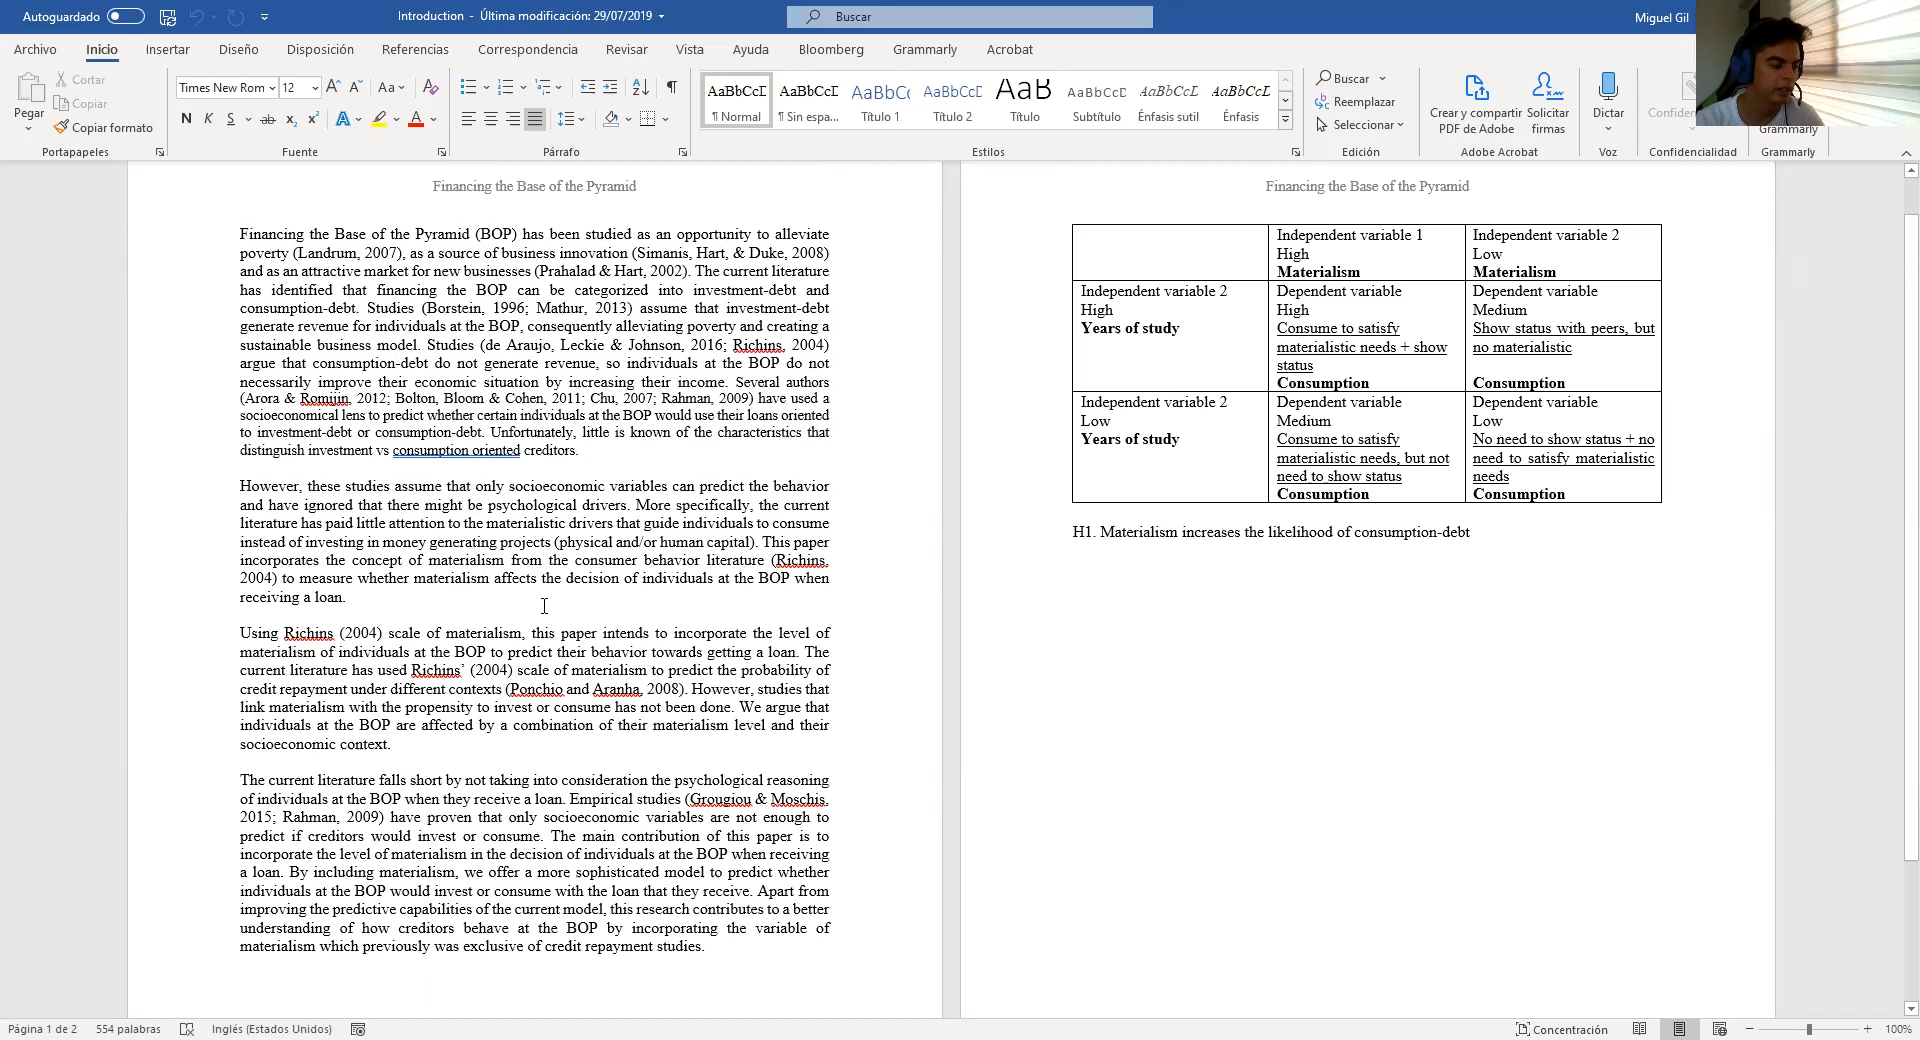 Autoguardado
Introduction - Última modificación: 29/07/2019
Buscar
Miguel Gil
Archivo Inicio Insertar Diseño Disposición Referencias Correspondencia Revisar Vista Ayuda Bloomberg Grammarly Acrobat
Pegar
Cortar
Copiar
Copiar formato
Portapapeles
Times New Rom 12
Aa
N K S ab x₂ x²
Fuente
Párrafo
AaBbCcD AaBbCcD AaBbCc AaBbCcD AaB AaBbCcD AaBbCcD AaBbCcD
¶ Normal ¶ Sin espa... Título 1 Título 2 Título Subtítulo Énfasis sutil Énfasis
Estilos
Buscar
Reemplazar
Seleccionar
Edición
Crear y compartir
PDF de Adobe
Solicitar
firmas
Adobe Acrobat
Dictar
Voz
Confidencialidad
Grammarly
Grammarly
Financing the Base of the Pyramid
Financing the Base of the Pyramid (BOP) has been studied as an opportunity to alleviate
poverty (Landrum, 2007), as a source of business innovation (Simanis, Hart, & Duke, 2008)
and as an attractive market for new businesses (Prahalad & Hart, 2002). The current literature
has identified that financing the BOP can be categorized into investment-debt and
consumption-debt. Studies (Borstein, 1996; Mathur, 2013) assume that investment-debt
generate revenue for individuals at the BOP, consequently alleviating poverty and creating a
sustainable business model. Studies (de Araujo, Leckie & Johnson, 2016; Richins, 2004)
argue that consumption-debt do not generate revenue, so individuals at the BOP do not
necessarily improve their economic situation by increasing their income. Several authors
(Arora & Romijin, 2012; Bolton, Bloom & Cohen, 2011; Chu, 2007; Rahman, 2009) have used a
socioeconomical lens to predict whether certain individuals at the BOP would use their loans oriented
to investment-debt or consumption-debt. Unfortunately, little is known of the characteristics that
distinguish investment vs consumption oriented creditors.
However, these studies assume that only socioeconomic variables can predict the behavior
and have ignored that there might be psychological drivers. More specifically, the current
literature has paid little attention to the materialistic drivers that guide individuals to consume
instead of investing in money generating projects (physical and/or human capital). This paper
incorporates the concept of materialism from the consumer behavior literature (Richins,
2004) to measure whether materialism affects the decision of individuals at the BOP when
receiving a loan.
Using Richins (2004) scale of materialism, this paper intends to incorporate the level of
materialism of individuals at the BOP to predict their behavior towards getting a loan. The
current literature has used Richins’ (2004) scale of materialism to predict the probability of
credit repayment under different contexts (Ponchio and Aranha, 2008). However, studies that
link materialism with the propensity to invest or consume has not been done. We argue that
individuals at the BOP are affected by a combination of their materialism level and their
socioeconomic context.
The current literature falls short by not taking into consideration the psychological reasoning
of individuals at the BOP when they receive a loan. Empirical studies (Grougiou & Moschis,
2015; Rahman, 2009) have proven that only socioeconomic variables are not enough to
predict if creditors would invest or consume. The main contribution of this paper is to
incorporate the level of materialism in the decision of individuals at the BOP when receiving
a loan. By including materialism, we offer a more sophisticated model to predict whether
individuals at the BOP would invest or consume with the loan that they receive. Apart from
improving the predictive capabilities of the current model, this research contributes to a better
understanding of how creditors behave at the BOP by incorporating the variable of
materialism which previously was exclusive of credit repayment studies.
Financing the Base of the Pyramid
Independent variable 1
High
Materialism
Independent variable 2
Low
Materialism
Independent variable 2
High
Years of study
Dependent variable
High
Consume to satisfy
materialistic needs + show
status
Consumption
Dependent variable
Medium
Show status with peers, but
no materialistic
Consumption
Independent variable 2
Low
Years of study
Dependent variable
Medium
Consume to satisfy
materialistic needs, but not
need to show status
Consumption
Dependent variable
Low
No need to show status + no
need to satisfy materialistic
needs
Consumption
H1. Materialism increases the likelihood of consumption-debt
Página 1 de 2 554 palabras Inglés (Estados Unidos)
Concentración
100%